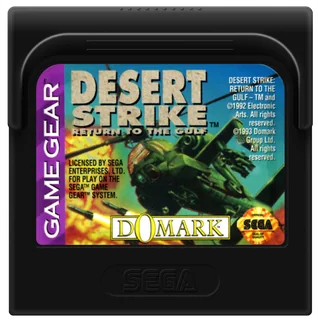 GAME GEAR
DESERT
STRIKE™
RETURN TO THE GULF
DESERT STRIKE:
RETURN TO THE
GULF – TM and
©1992 Electronic
Arts. All rights
reserved.
©1993 Domark
Group Ltd.
All rights
reserved.
LICENSED BY SEGA
ENTERPRISES, LTD.
FOR PLAY ON THE
SEGA™ GAME
GEAR™ SYSTEM.
DOMARK
SEGA
SEGA